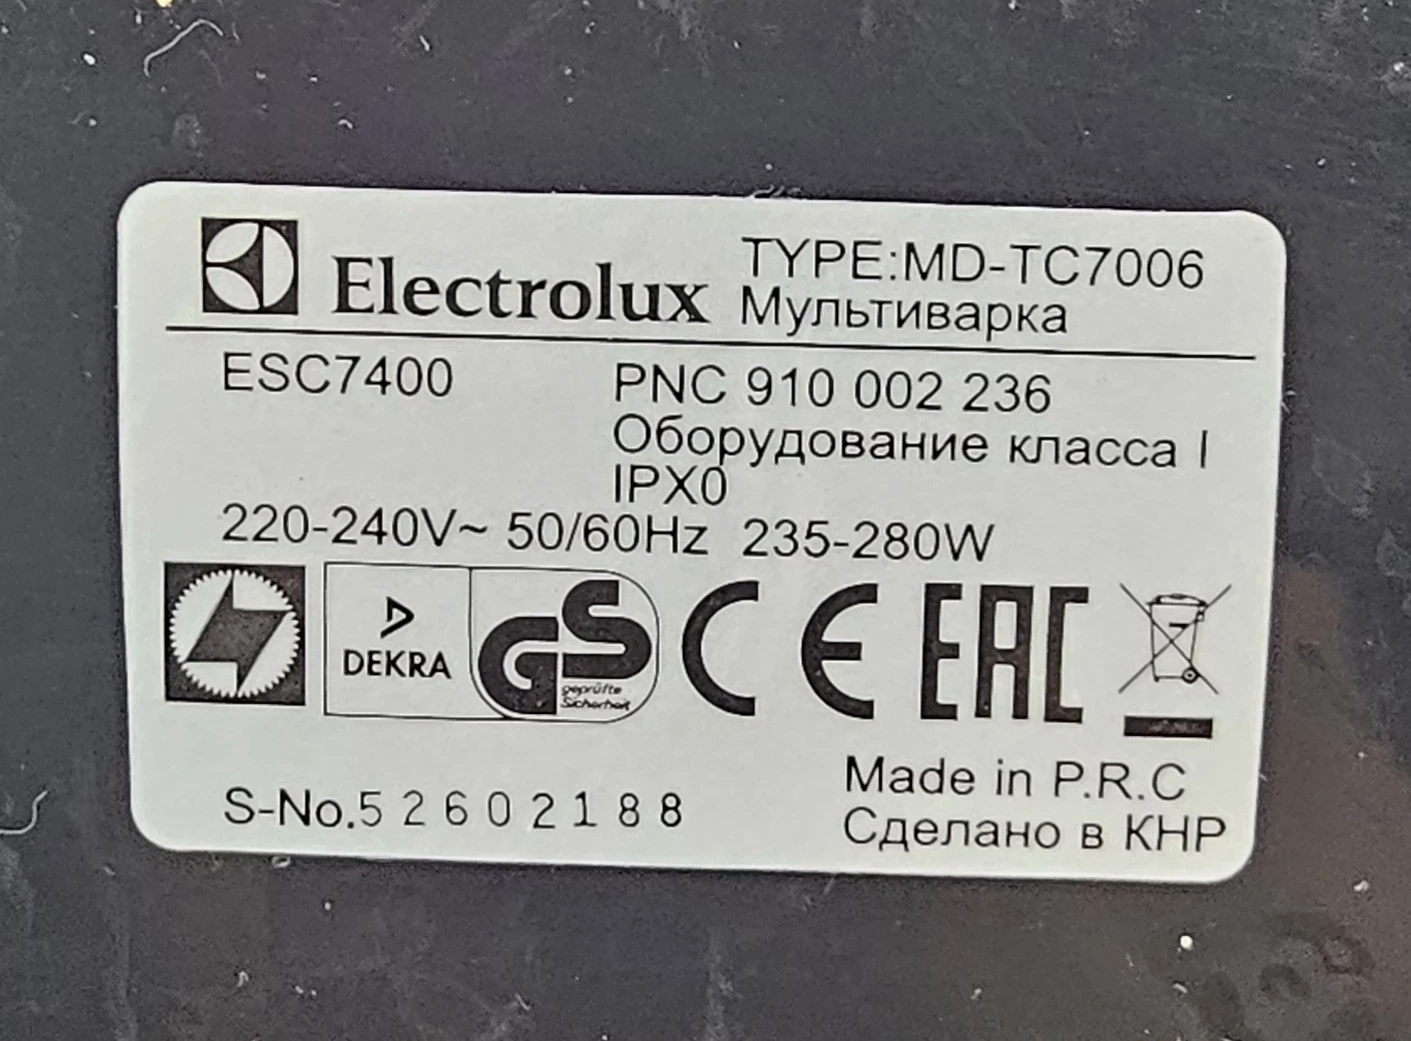 Electrolux
TYPE:MD-TC7006
Мультиварка
ESC7400
PNC 910 002 236
Оборудование класса I
IPX0
220-240V~ 50/60Hz 235-280W
DEKRA
GS
geprüfte
Sicherheit
CE
EAC
S-No.52602188
Made in P.R.C
Сделано в КНР